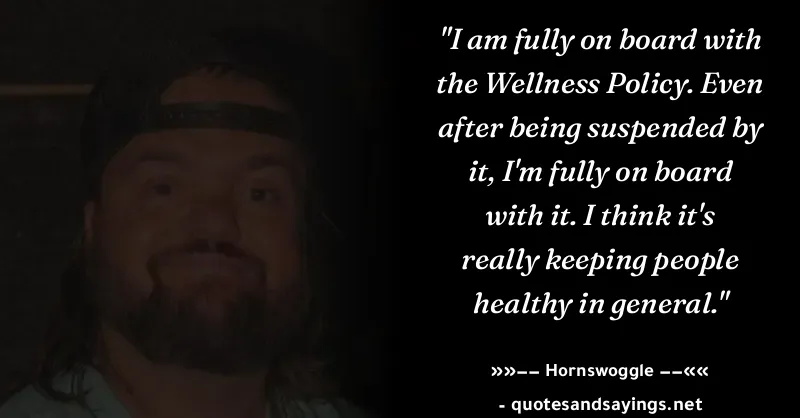 "I am fully on board with
the Wellness Policy. Even
after being suspended by
it, I'm fully on board
with it. I think it's
really keeping people
healthy in general."
»»―― Hornswoggle ――««
- quotesandsayings.net